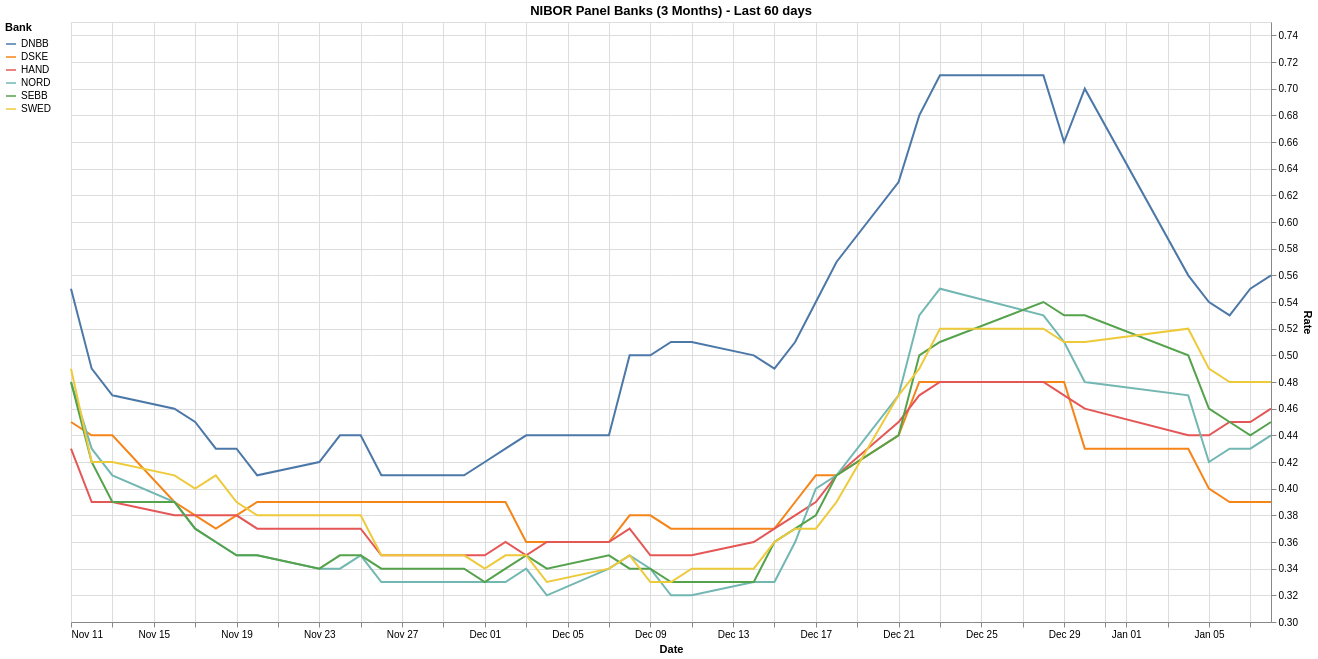 NIBOR Panel Banks (3 Months) - Last 60 days
Bank
DNBB
DSKE
HAND
NORD
SEBB
SWED
0.74
0.72
0.70
0.68
0.66
0.64
0.62
0.60
0.58
0.56
0.54
0.52
0.50
0.48
0.46
0.44
0.42
0.40
0.38
0.36
0.34
0.32
0.30
Rate
Nov 11 Nov 15 Nov 19 Nov 23 Nov 27 Dec 01 Dec 05 Dec 09 Dec 13 Dec 17 Dec 21 Dec 25 Dec 29 Jan 01 Jan 05
Date